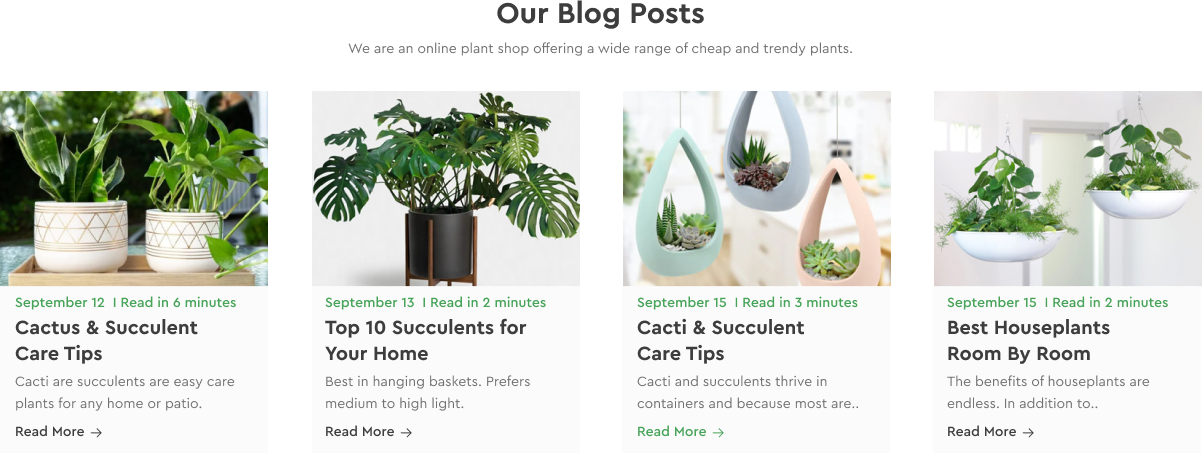 Our Blog Posts
We are an online plant shop offering a wide range of cheap and trendy plants.
September 12 | Read in 6 minutes
Cactus & Succulent
Care Tips
Cacti are succulents are easy care
plants for any home or patio.
Read More →
September 13 | Read in 2 minutes
Top 10 Succulents for
Your Home
Best in hanging baskets. Prefers
medium to high light.
Read More →
September 15 | Read in 3 minutes
Cacti & Succulent
Care Tips
Cacti and succulents thrive in
containers and because most are..
Read More →
September 15 | Read in 2 minutes
Best Houseplants
Room By Room
The benefits of houseplants are
endless. In addition to..
Read More →